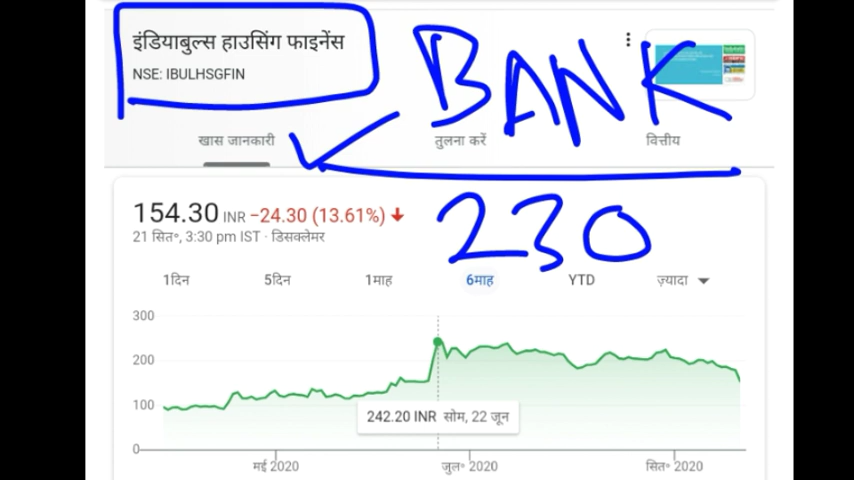 इंडियाबुल्स हाउसिंग फाइनेंस
NSE: IBULHSGFIN
BANK
खास जानकारी तुलना करें वित्तीय
154.30 INR −24.30 (13.61%) ↓
230
21 सित॰, 3:30 pm IST · डिसक्लेमर
1दिन 5दिन 1माह 6माह YTD ज़्यादा
300
200
100
0
242.20 INR सोम, 22 जून
मई 2020 जुल॰ 2020 सित॰ 2020